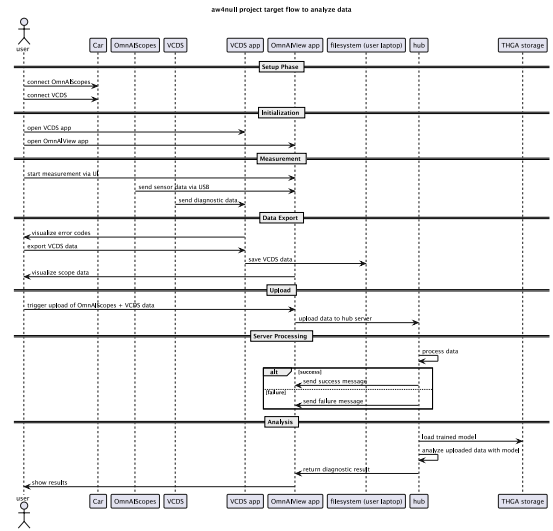 aw4null project target flow to analyze data
user
Car
OmnAIScopes
VCDS
VCDS app
OmnAIView app
filesystem (user laptop)
hub
THGA storage
Setup Phase
connect OmnAIScopes
connect VCDS
Initialization
open VCDS app
open OmnAIView app
Measurement
start measurement via UI
send sensor data via USB
send diagnostic data
Data Export
visualize error codes
export VCDS data
save VCDS data
visualize scope data
Upload
trigger upload of OmnAIScopes + VCDS data
upload data to hub server
Server Processing
process data
alt [success]
send success message
[failure]
send failure message
Analysis
load trained model
analyze uploaded data with model
return diagnostic result
show results
user
Car
OmnAIScopes
VCDS
VCDS app
OmnAIView app
filesystem (user laptop)
hub
THGA storage